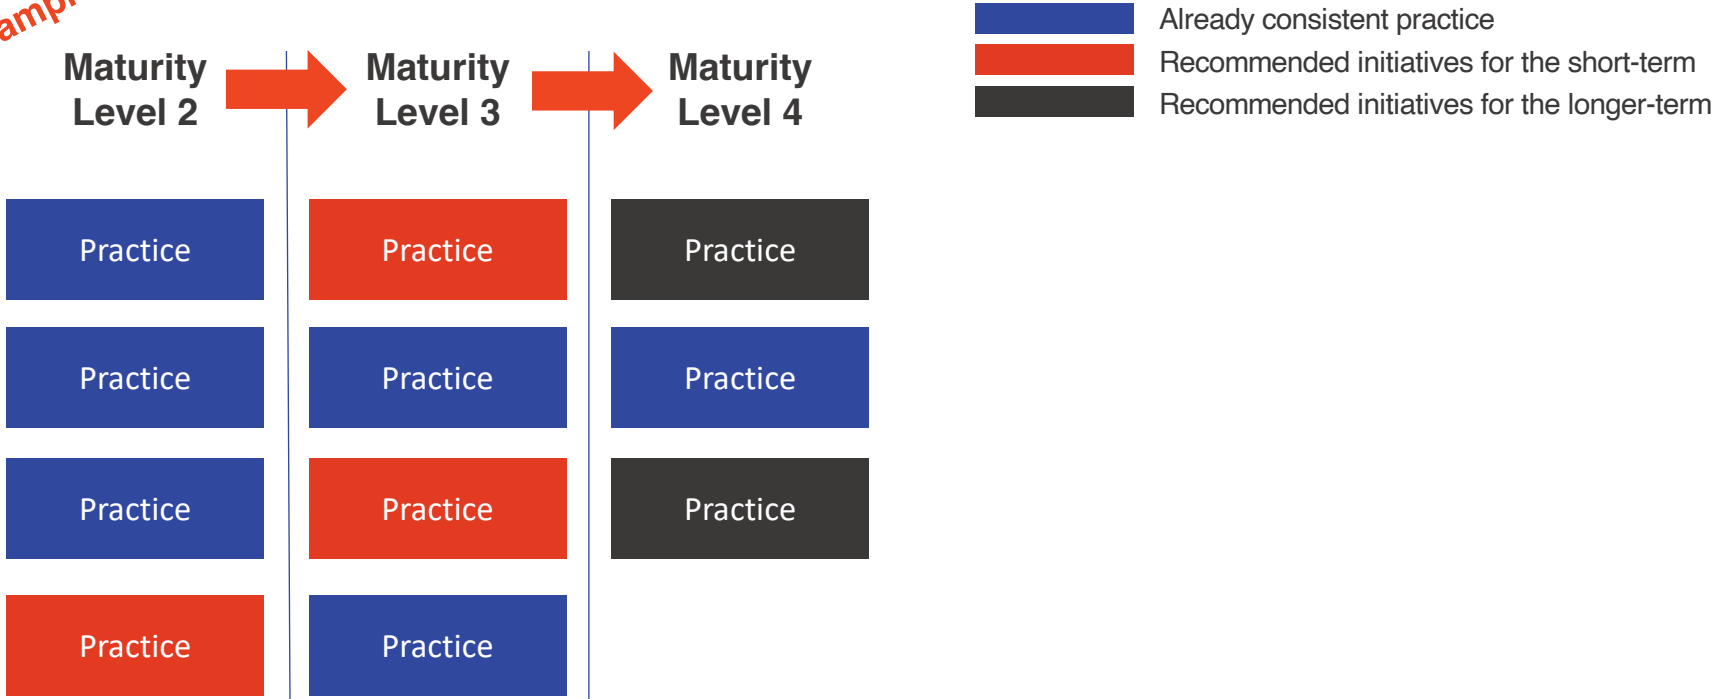 Maturity
Level 2
Maturity
Level 3
Maturity
Level 4
Already consistent practice
Recommended initiatives for the short-term
Recommended initiatives for the longer-term
Practice
Practice
Practice
Practice
Practice
Practice
Practice
Practice
Practice
Practice
Practice